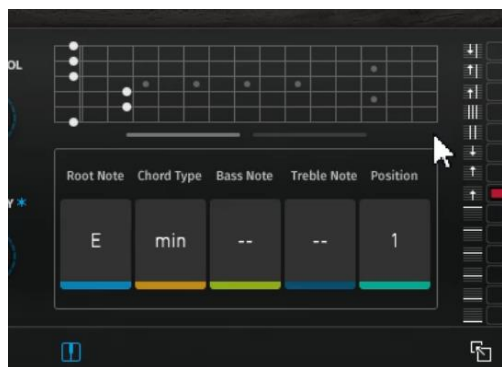 OL
Root Note Chord Type Bass Note Treble Note Position
Y*
E min -- -- 1